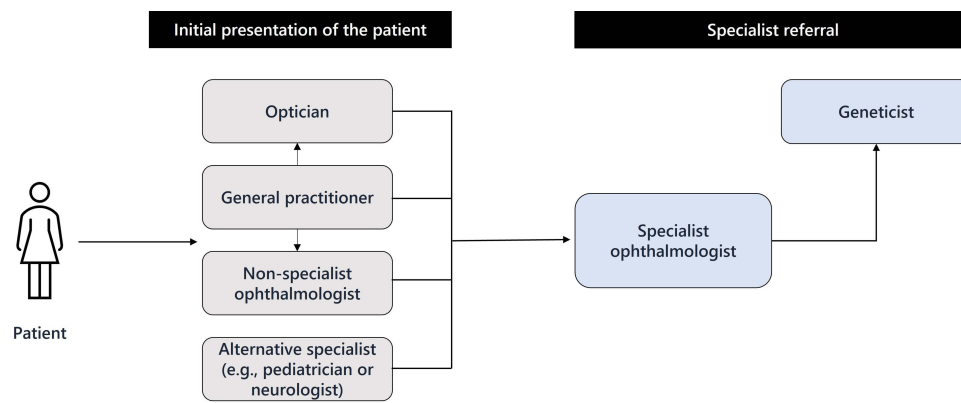 Initial presentation of the patient
Specialist referral
Optician
Geneticist
General practitioner
Specialist
ophthalmologist
Non-specialist
ophthalmologist
Patient
Alternative specialist
(e.g., pediatrician or
neurologist)